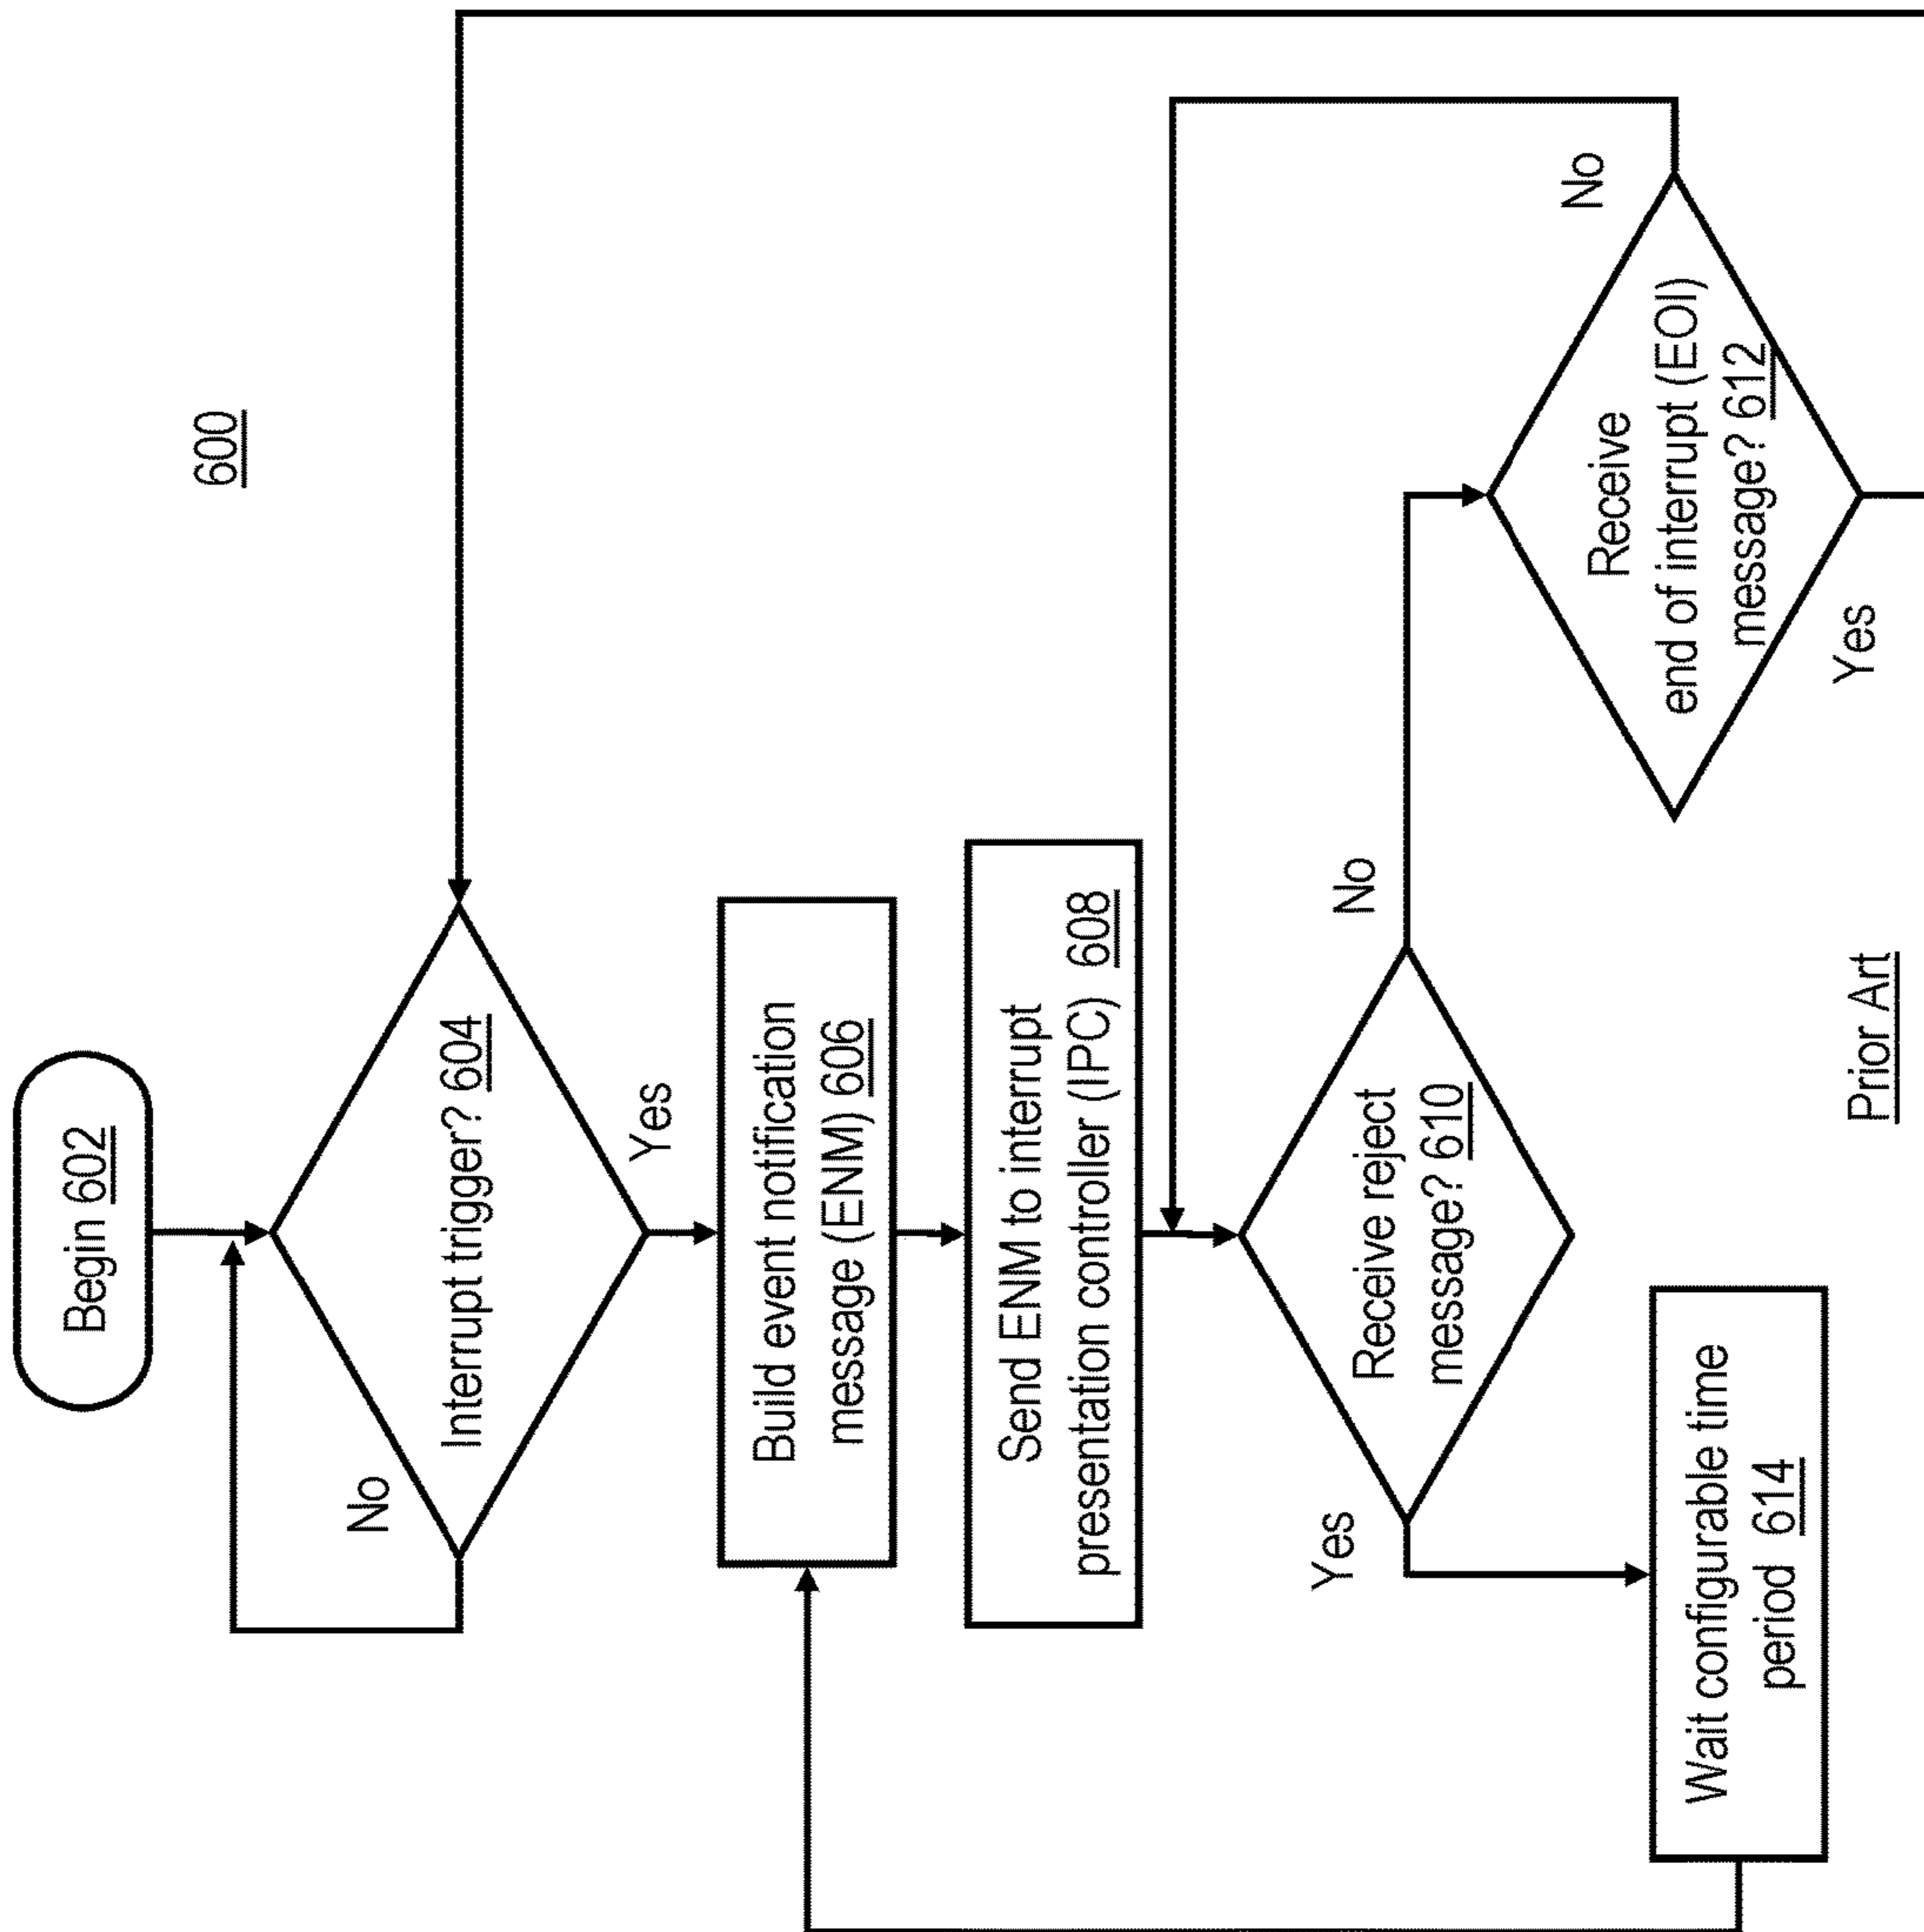 600
Begin 602
Interrupt trigger? 604
No
Yes
Build event notification
message (ENM) 606
Send ENM to interrupt
presentation controller (IPC) 608
Receive reject
message? 610
Yes
No
Receive
end of interrupt (EOI)
message? 612
No
Yes
Wait configurable time
period 614
Prior Art